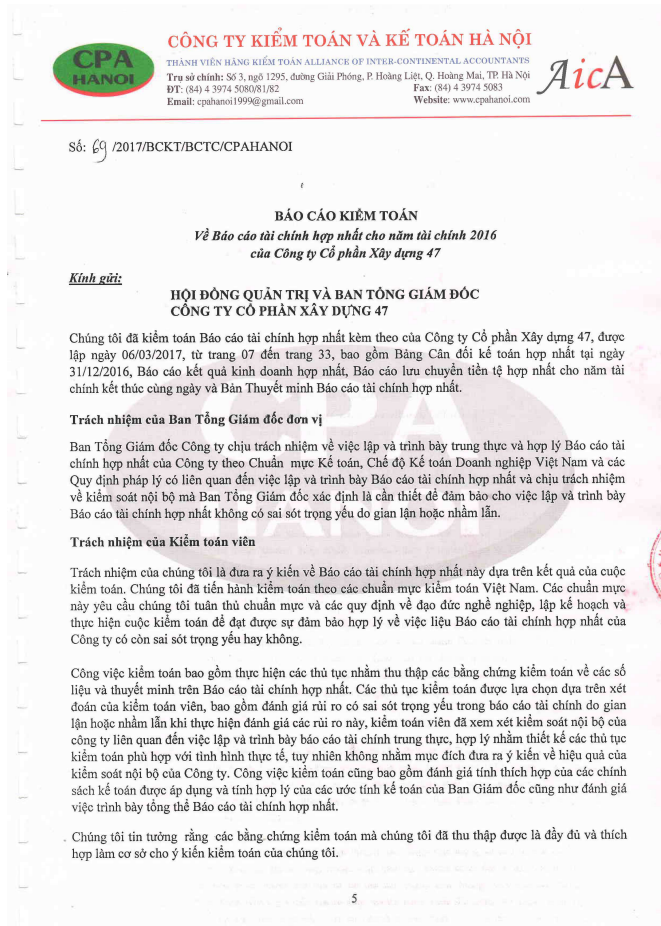 CPA
HANOI
CÔNG TY KIỂM TOÁN VÀ KẾ TOÁN HÀ NỘI
THÀNH VIÊN HÃNG KIỂM TOÁN ALLIANCE OF INTER-CONTINENTAL ACCOUNTANTS
Trụ sở chính: Số 3, ngõ 1295, đường Giải Phóng, P. Hoàng Liệt, Q. Hoàng Mai, TP. Hà Nội
ĐT: (84) 4 3974 5080/81/82 Fax: (84) 4 3974 5083
Email: cpahanoi1999@gmail.com Website: www.cpahanoi.com
AicA
Số: 69 /2017/BCKT/BCTC/CPAHANOI
BÁO CÁO KIỂM TOÁN
Về Báo cáo tài chính hợp nhất cho năm tài chính 2016
của Công ty Cổ phần Xây dựng 47
Kính gửi:
HỘI ĐỒNG QUẢN TRỊ VÀ BAN TỔNG GIÁM ĐỐC
CÔNG TY CỔ PHẦN XÂY DỰNG 47
Chúng tôi đã kiểm toán Báo cáo tài chính hợp nhất kèm theo của Công ty Cổ phần Xây dựng 47, được
lập ngày 06/03/2017, từ trang 07 đến trang 33, bao gồm Bảng Cân đối kế toán hợp nhất tại ngày
31/12/2016, Báo cáo kết quả kinh doanh hợp nhất, Báo cáo lưu chuyển tiền tệ hợp nhất cho năm tài
chính kết thúc cùng ngày và Bản Thuyết minh Báo cáo tài chính hợp nhất.
Trách nhiệm của Ban Tổng Giám đốc đơn vị
Ban Tổng Giám đốc Công ty chịu trách nhiệm về việc lập và trình bày trung thực và hợp lý Báo cáo tài
chính hợp nhất của Công ty theo Chuẩn mực Kế toán, Chế độ Kế toán Doanh nghiệp Việt Nam và các
Quy định pháp lý có liên quan đến việc lập và trình bày Báo cáo tài chính hợp nhất và chịu trách nhiệm
về kiểm soát nội bộ mà Ban Tổng Giám đốc xác định là cần thiết để đảm bảo cho việc lập và trình bày
Báo cáo tài chính hợp nhất không có sai sót trọng yếu do gian lận hoặc nhầm lẫn.
Trách nhiệm của Kiểm toán viên
Trách nhiệm của chúng tôi là đưa ra ý kiến về Báo cáo tài chính hợp nhất này dựa trên kết quả của cuộc
kiểm toán. Chúng tôi đã tiến hành kiểm toán theo các chuẩn mực kiểm toán Việt Nam. Các chuẩn mực
này yêu cầu chúng tôi tuân thủ chuẩn mực và các quy định về đạo đức nghề nghiệp, lập kế hoạch và
thực hiện cuộc kiểm toán để đạt được sự đảm bảo hợp lý về việc liệu Báo cáo tài chính hợp nhất của
Công ty có còn sai sót trọng yếu hay không.
Công việc kiểm toán bao gồm thực hiện các thủ tục nhằm thu thập các bằng chứng kiểm toán về các số
liệu và thuyết minh trên Báo cáo tài chính hợp nhất. Các thủ tục kiểm toán được lựa chọn dựa trên xét
đoán của kiểm toán viên, bao gồm đánh giá rủi ro có sai sót trọng yếu trong báo cáo tài chính do gian
lận hoặc nhầm lẫn khi thực hiện đánh giá các rủi ro này, kiểm toán viên đã xem xét kiểm soát nội bộ của
công ty liên quan đến việc lập và trình bày báo cáo tài chính trung thực, hợp lý nhằm thiết kế các thủ tục
kiểm toán phù hợp với tình hình thực tế, tuy nhiên không nhằm mục đích đưa ra ý kiến về hiệu quả của
kiểm soát nội bộ của Công ty. Công việc kiểm toán cũng bao gồm đánh giá tính thích hợp của các chính
sách kế toán được áp dụng và tính hợp lý của các ước tính kế toán của Ban Giám đốc cũng như đánh giá
việc trình bày tổng thể Báo cáo tài chính hợp nhất.
Chúng tôi tin tưởng rằng các bằng chứng kiểm toán mà chúng tôi đã thu thập được là đầy đủ và thích
hợp làm cơ sở cho ý kiến kiểm toán của chúng tôi.
5